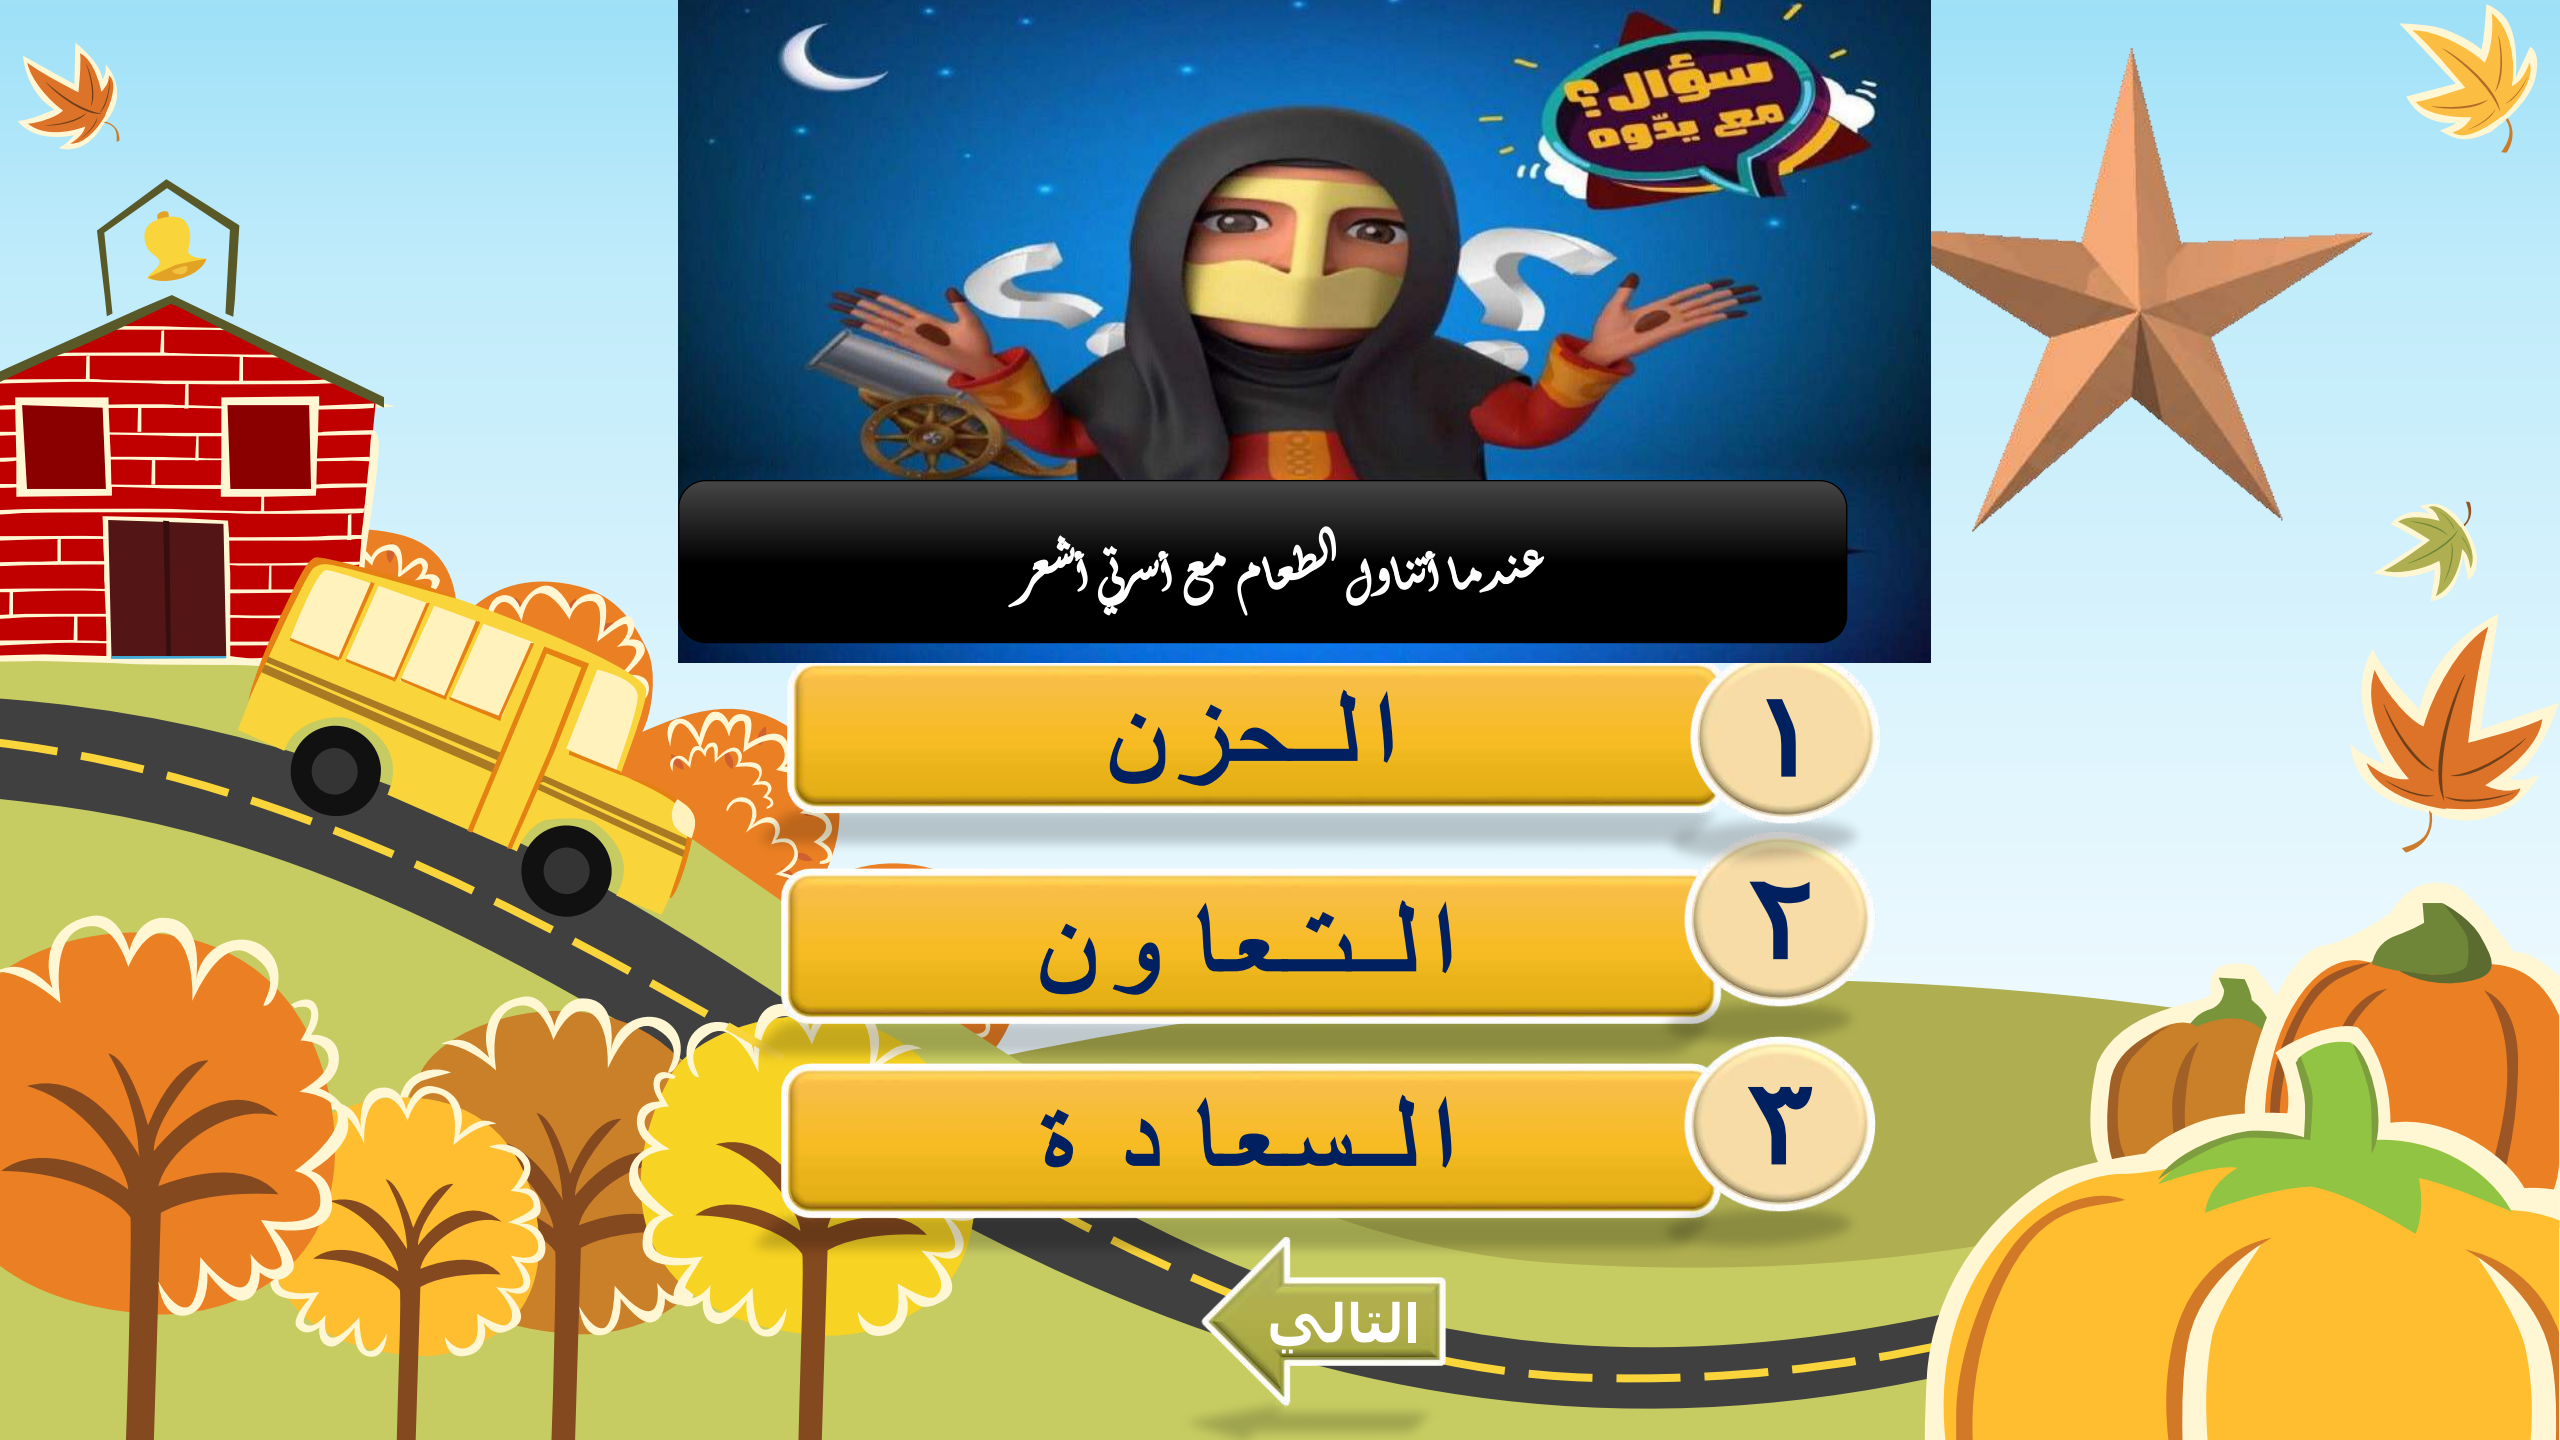 سؤال؟
مع يدّوه
عندما أتناول الطعام مع أسرتي أشعر
١
الحزن
٢
التعاون
٣
السعادة
التالي